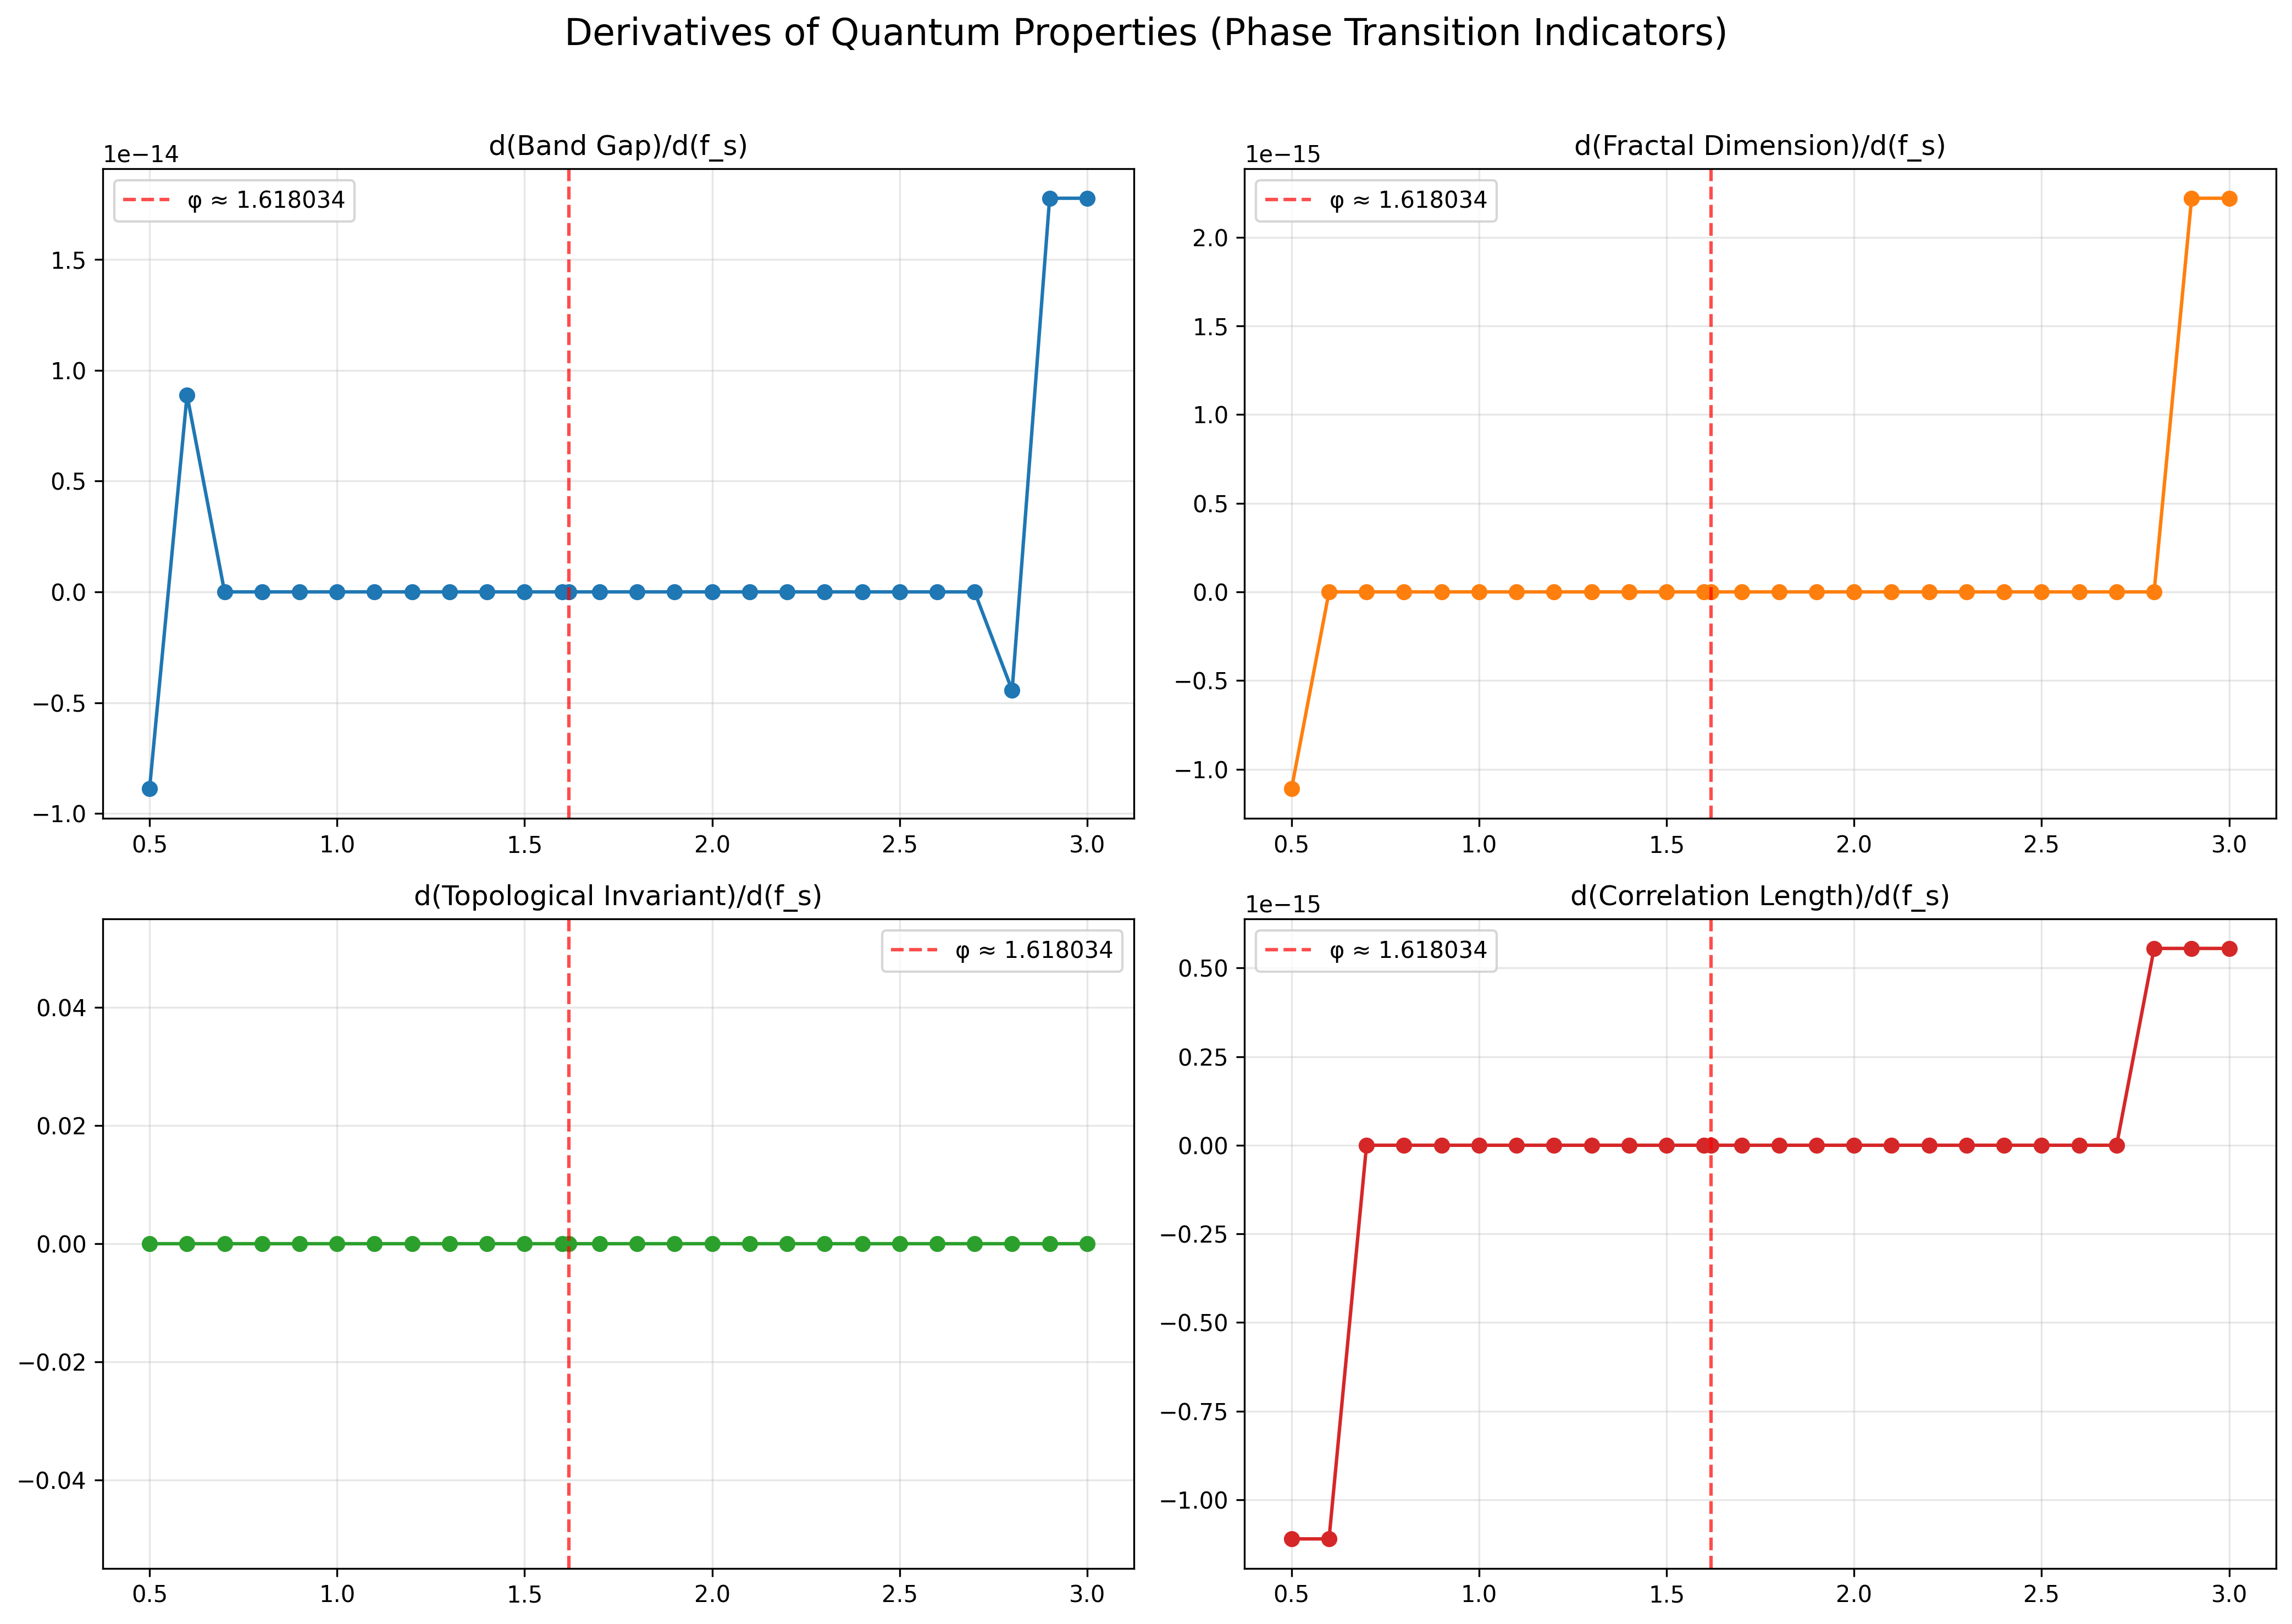 Derivatives of Quantum Properties (Phase Transition Indicators)
d(Band Gap)/d(f_s)
1e−14
φ ≈ 1.618034
1.5
1.0
0.5
0.0
−0.5
−1.0
0.5 1.0 1.5 2.0 2.5 3.0
d(Fractal Dimension)/d(f_s)
1e−15
φ ≈ 1.618034
2.0
1.5
1.0
0.5
0.0
−0.5
−1.0
0.5 1.0 1.5 2.0 2.5 3.0
d(Topological Invariant)/d(f_s)
φ ≈ 1.618034
0.04
0.02
0.00
−0.02
−0.04
0.5 1.0 1.5 2.0 2.5 3.0
d(Correlation Length)/d(f_s)
1e−15
φ ≈ 1.618034
0.50
0.25
0.00
−0.25
−0.50
−0.75
−1.00
0.5 1.0 1.5 2.0 2.5 3.0